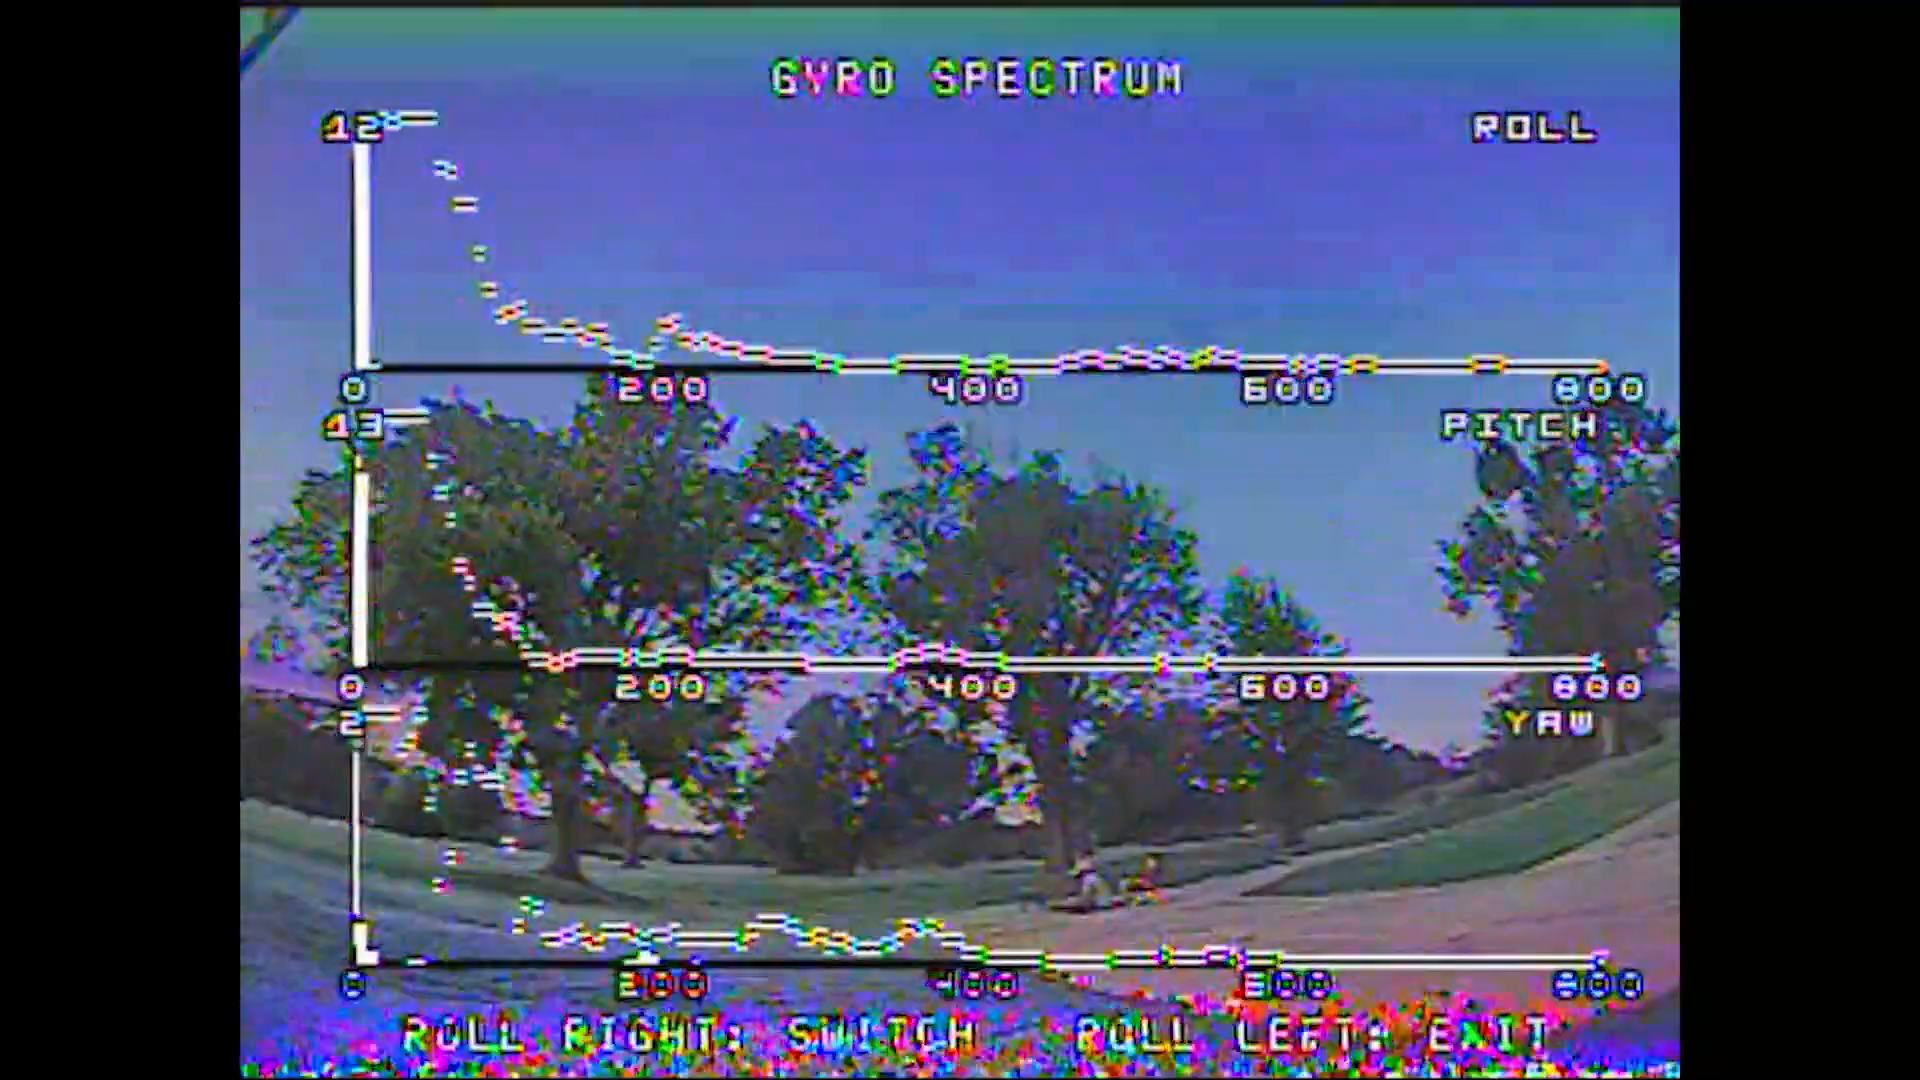 GYRO SPECTRUM
12 ROLL
0 200 400 600 800
13 PITCH
0 200 400 600 800
2 YAW
0 200 400 600 800
ROLL RIGHT: SWITCH ROLL LEFT: EXIT